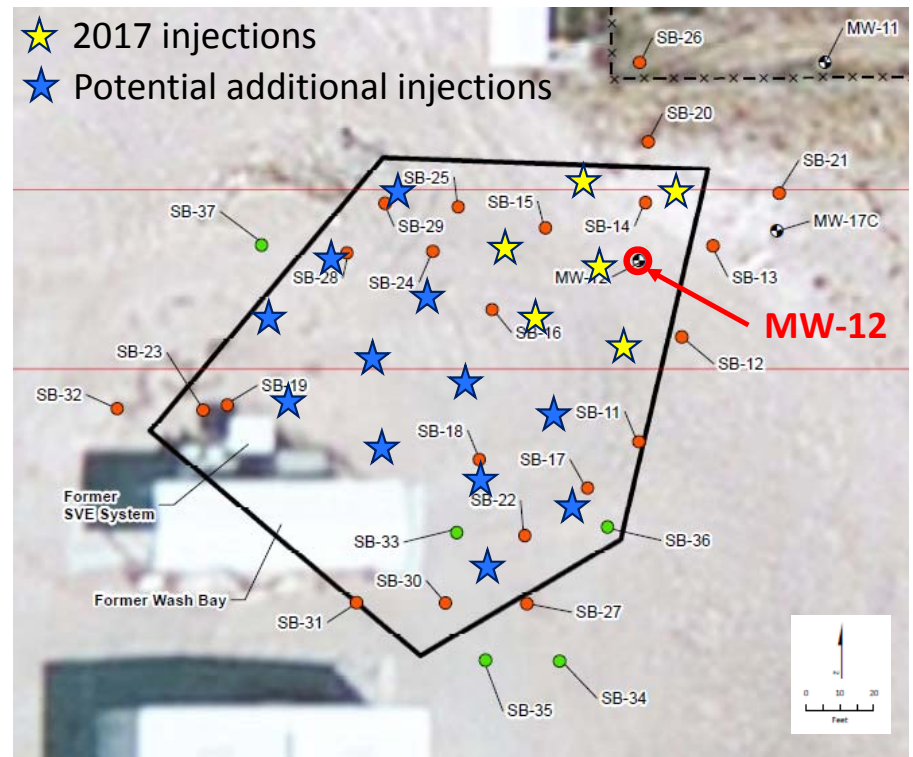 2017 injections
Potential additional injections
MW-11
SB-26
SB-20
SB-21
SB-25
SB-15
SB-14
SB-37
SB-29
MW-17C
SB-28
SB-24
MW-12
SB-13
MW-12
SB-16
SB-12
SB-23
SB-19
SB-32
SB-11
SB-18
SB-17
SB-22
Former
SVE System
SB-33
SB-36
Former Wash Bay
SB-30
SB-31
SB-27
SB-35
SB-34
N
0 10 20
Feet